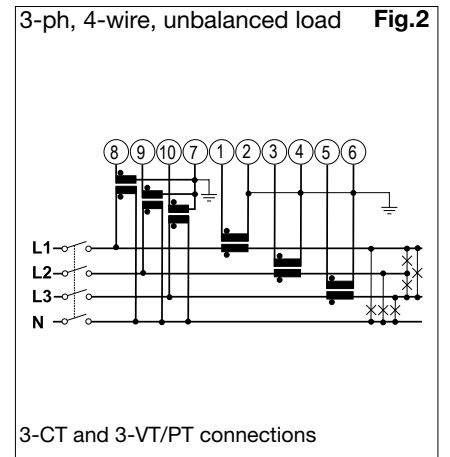 3-ph, 4-wire, unbalanced load Fig.2
8 9 10 7 1 2 3 4 5 6
L1
L2
L3
N
3-CT and 3-VT/PT connections